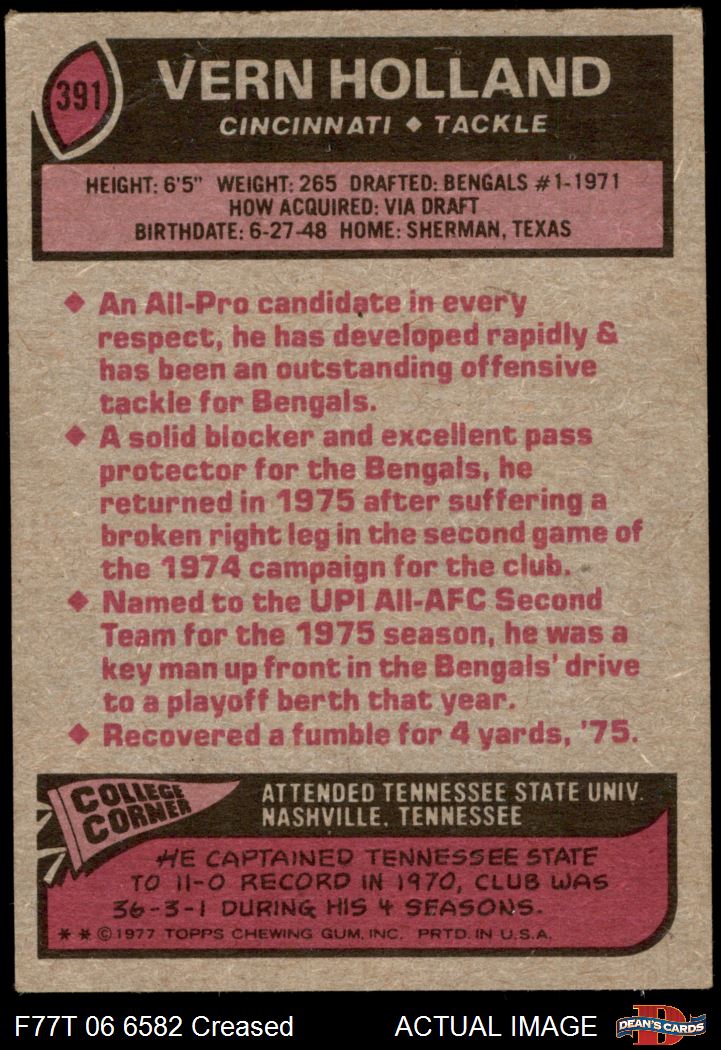 391
VERN HOLLAND
CINCINNATI ◆ TACKLE
HEIGHT: 6'5" WEIGHT: 265 DRAFTED: BENGALS #1-1971
HOW ACQUIRED: VIA DRAFT
BIRTHDATE: 6-27-48 HOME: SHERMAN, TEXAS
◆ An All-Pro candidate in every
respect, he has developed rapidly &
has been an outstanding offensive
tackle for Bengals.
◆ A solid blocker and excellent pass
protector for the Bengals, he
returned in 1975 after suffering a
broken right leg in the second game of
the 1974 campaign for the club.
◆ Named to the UPI All-AFC Second
Team for the 1975 season, he was a
key man up front in the Bengals' drive
to a playoff berth that year.
◆ Recovered a fumble for 4 yards, '75.
COLLEGE
CORNER
ATTENDED TENNESSEE STATE UNIV.
NASHVILLE, TENNESSEE
HE CAPTAINED TENNESSEE STATE
TO 11-0 RECORD IN 1970, CLUB WAS
36-3-1 DURING HIS 4 SEASONS.
* * © 1977 TOPPS CHEWING GUM, INC. PRTD. IN U.S.A.
F77T 06 6582 Creased
ACTUAL IMAGE
D
DEAN'S CARDS